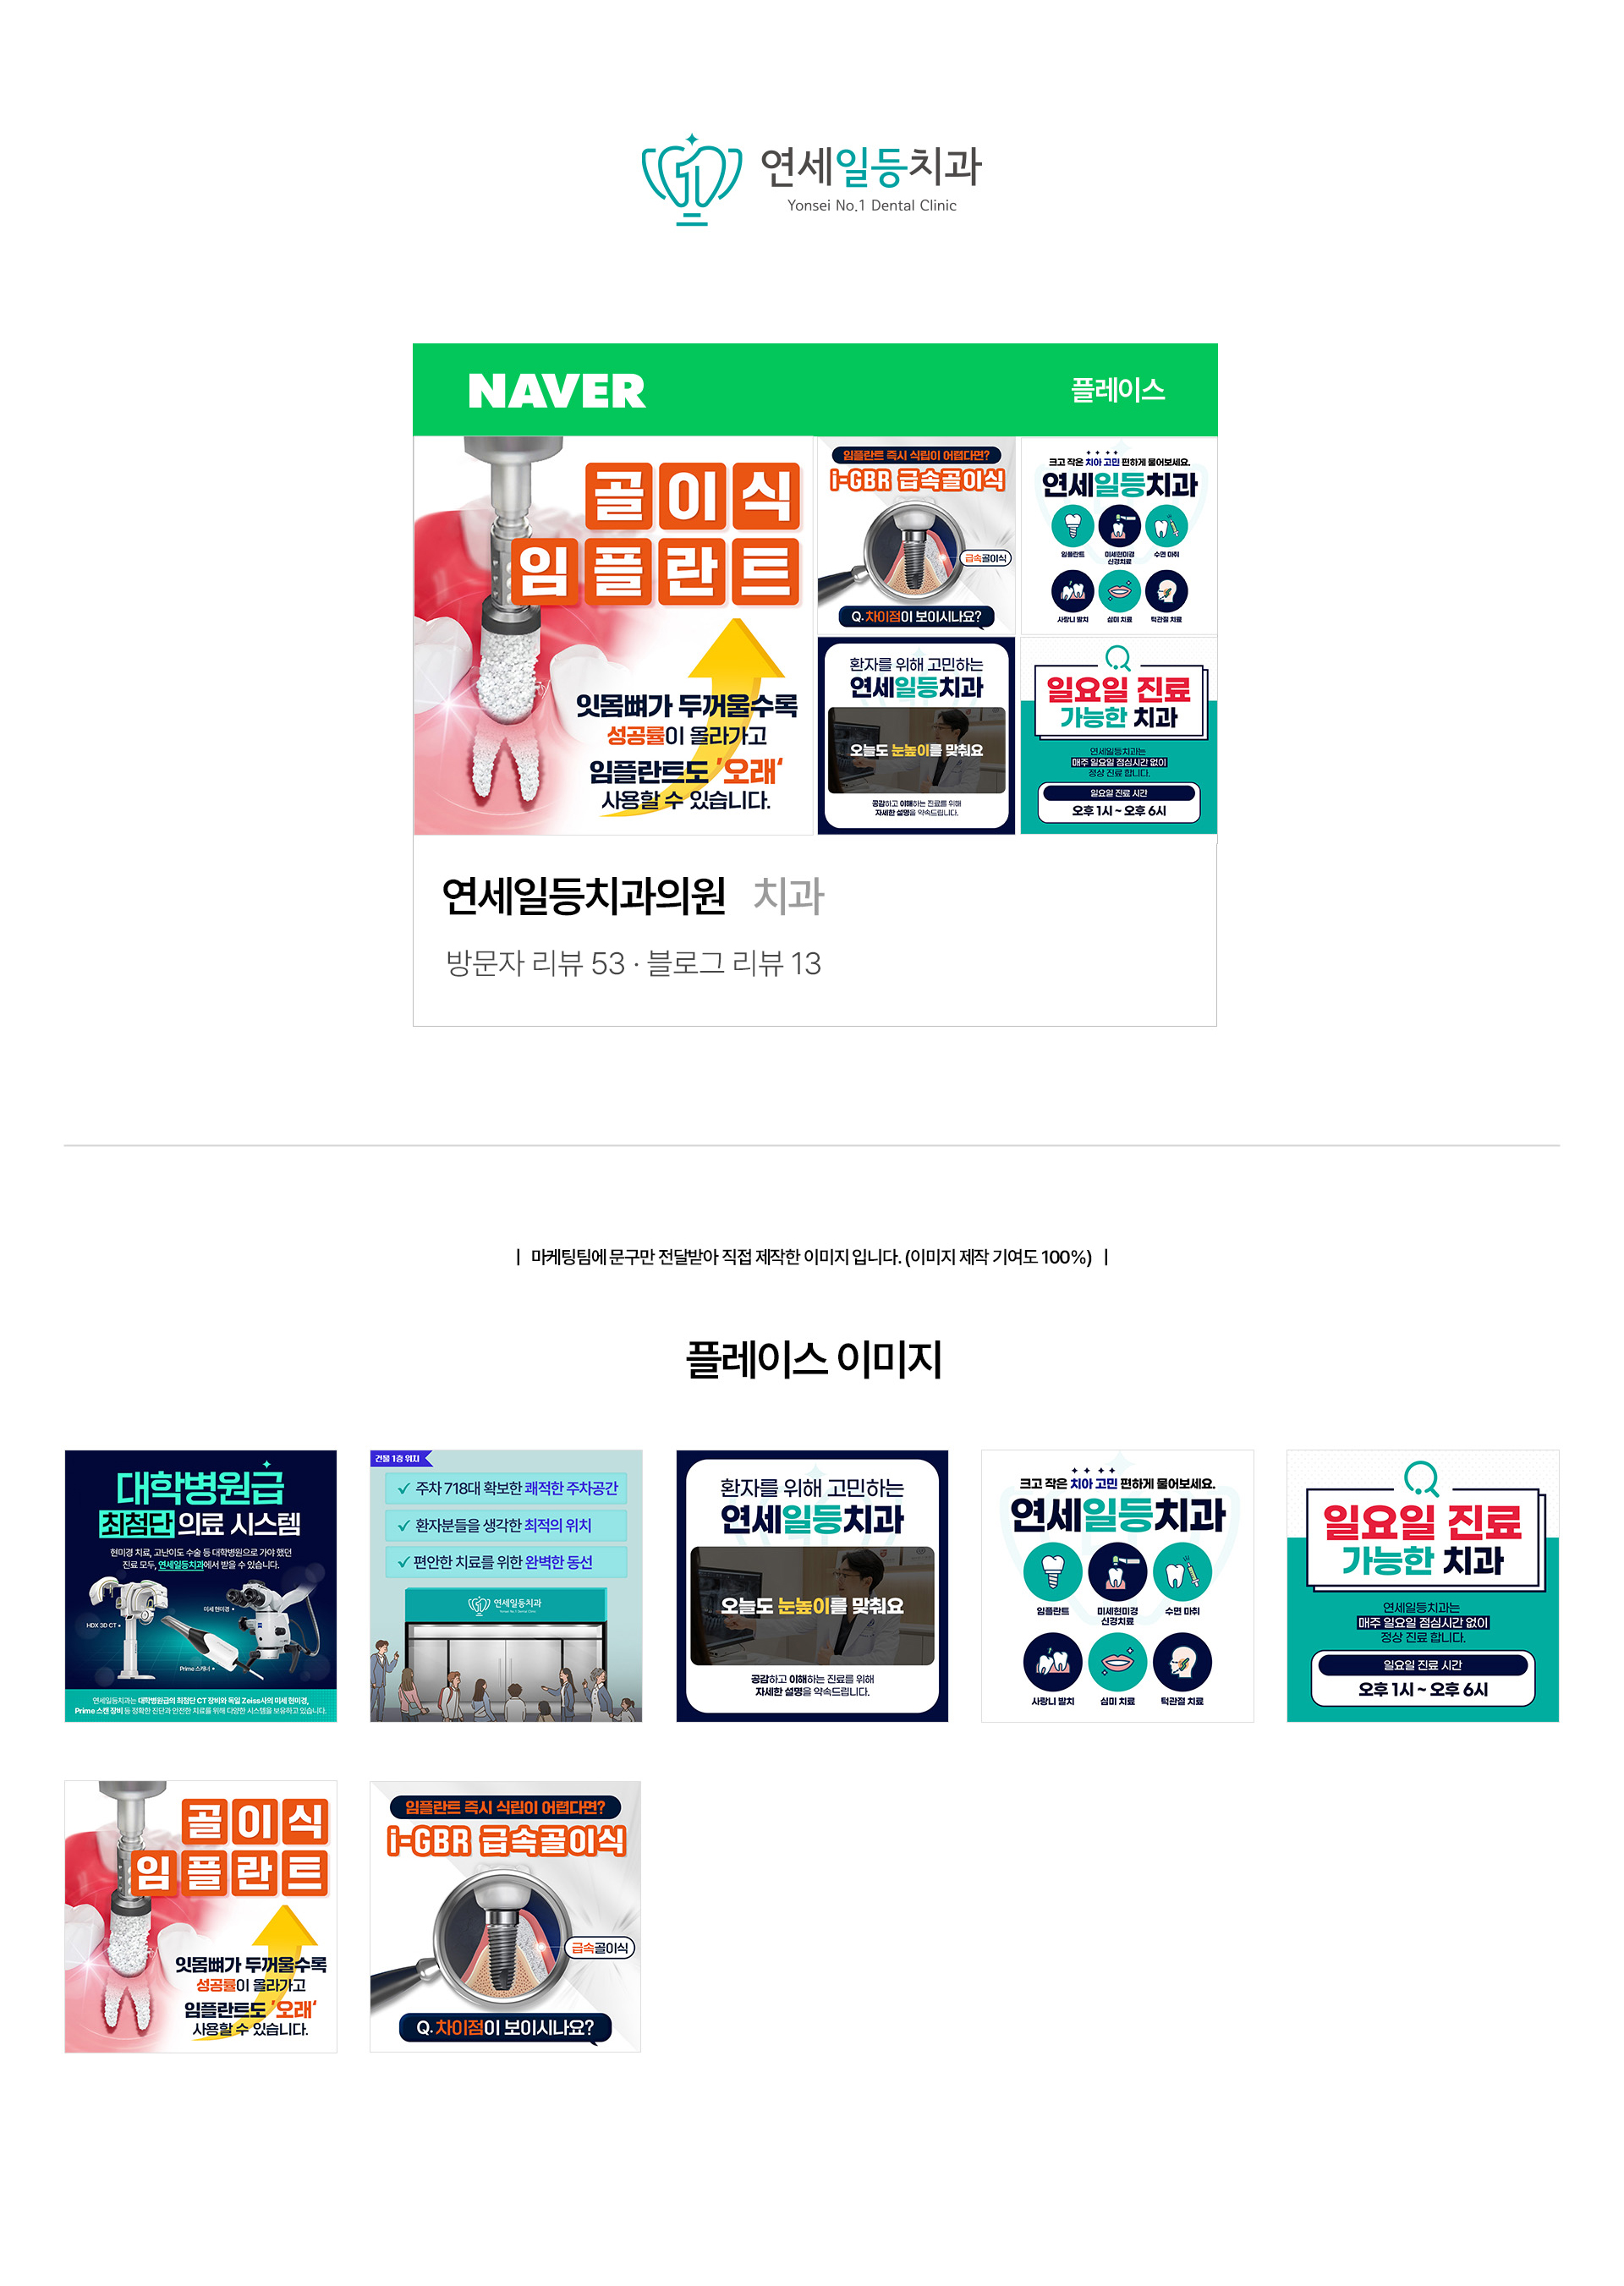 연세일등치과
Yonsei No.1 Dental Clinic
NAVER
플레이스
골이식
임플란트
잇몸뼈가 두꺼울수록
성공률이 올라가고
임플란트도 '오래'
사용할 수 있습니다.
임플란트 즉시 식립이 어렵다면?
i-GBR 급속골이식
급속골이식
Q. 차이점이 보이시나요?
크고 작은 치아 고민 편하게 물어보세요.
연세일등치과
임플란트
미세현미경
신경치료
수면 마취
사랑니 발치
심미 치료
턱관절 치료
환자를 위해 고민하는
연세일등치과
오늘도 눈높이를 맞춰요
공감하고 이해하는 진료를 위해
자세한 설명을 약속드립니다.
일요일 진료
가능한 치과
연세일등치과는
매주 일요일 점심시간 없이
정상 진료 합니다.
일요일 진료 시간
오후 1시 ~ 오후 6시
연세일등치과의원 치과
방문자 리뷰 53 · 블로그 리뷰 13
| 마케팅팀에 문구만 전달받아 직접 제작한 이미지 입니다. (이미지 제작 기여도 100%) |
플레이스 이미지
대학병원급
최첨단 의료 시스템
현미경 치료, 고난이도 수술 등 대학병원으로 가야 했던
진료 모두, 연세일등치과에서 받을 수 있습니다.
HDX 3D CT
미세 현미경
Prime 스캐너
연세일등치과는 대학병원급의 최첨단 CT 장비와 독일 Zeiss사의 미세 현미경,
Prime 스캔 장비 등 정확한 진단과 안전한 치료를 위해 다양한 시스템을 보유하고 있습니다.
건물 1층 위치
주차 718대 확보한 쾌적한 주차공간
환자분들을 생각한 최적의 위치
편안한 치료를 위한 완벽한 동선
연세일등치과
Yonsei No.1 Dental Clinic
환자를 위해 고민하는
연세일등치과
오늘도 눈높이를 맞춰요
공감하고 이해하는 진료를 위해
자세한 설명을 약속드립니다.
크고 작은 치아 고민 편하게 물어보세요.
연세일등치과
임플란트
미세현미경
신경치료
수면 마취
사랑니 발치
심미 치료
턱관절 치료
일요일 진료
가능한 치과
연세일등치과는
매주 일요일 점심시간 없이
정상 진료 합니다.
일요일 진료 시간
오후 1시 ~ 오후 6시
골이식
임플란트
잇몸뼈가 두꺼울수록
성공률이 올라가고
임플란트도 '오래'
사용할 수 있습니다.
임플란트 즉시 식립이 어렵다면?
i-GBR 급속골이식
급속골이식
Q. 차이점이 보이시나요?